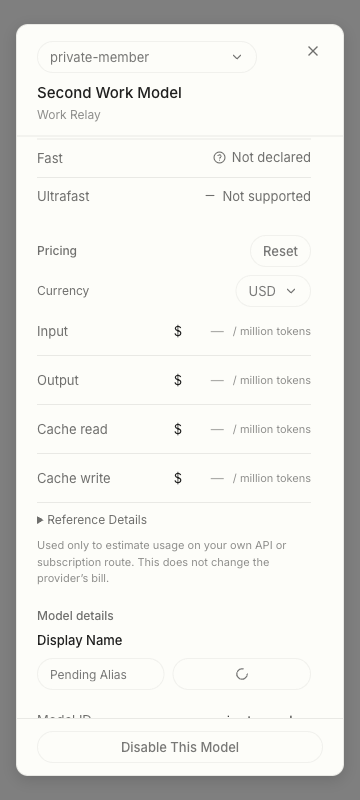 private-member
Second Work Model
Work Relay
Fast Not declared
Ultrafast — Not supported
Pricing Reset
Currency USD
Input $ — / million tokens
Output $ — / million tokens
Cache read $ — / million tokens
Cache write $ — / million tokens
Reference Details
Used only to estimate usage on your own API or
subscription route. This does not change the
provider’s bill.
Model details
Display Name
Pending Alias
Model ID
Disable This Model